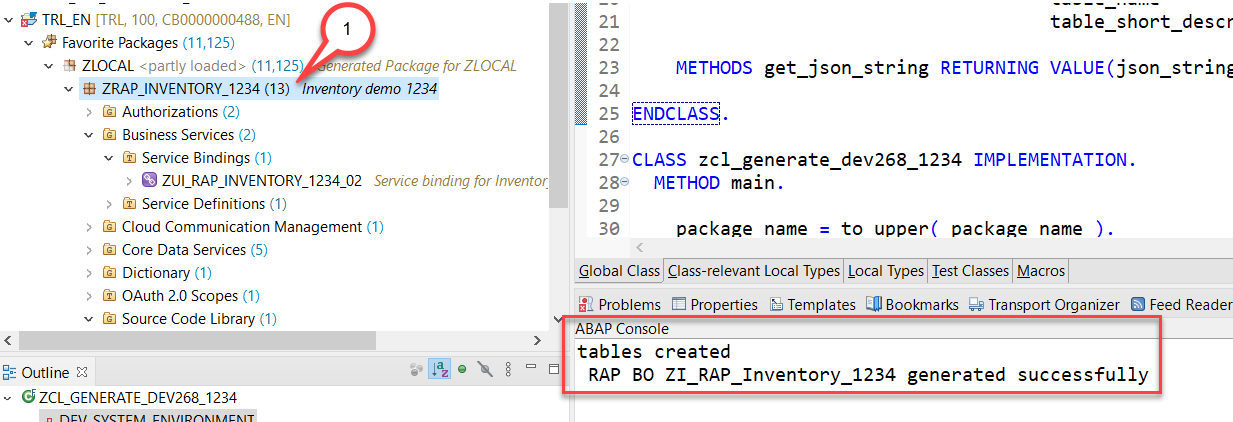 TRL_EN [TRL, 100, CB0000000488, EN]
Favorite Packages (11,125)
ZLOCAL <partly loaded> (11,125) Generated Package for ZLOCAL
1
ZRAP_INVENTORY_1234 (13) Inventory demo 1234
Authorizations (2)
Business Services (2)
Service Bindings (1)
ZUI_RAP_INVENTORY_1234_02 Service binding for Inventory
Service Definitions (1)
Cloud Communication Management (1)
Core Data Services (5)
Dictionary (1)
OAuth 2.0 Scopes (1)
Source Code Library (1)
Outline
ZCL_GENERATE_DEV268_1234
DEV_SYSTEM_ENVIRONMENT
20 table_name
21 table_short_descr
22
23 METHODS get_json_string RETURNING VALUE(json_string
24
25 ENDCLASS.
26
27 CLASS zcl_generate_dev268_1234 IMPLEMENTATION.
28 METHOD main.
29
30 package_name = to_upper( package_name ).
Global Class Class-relevant Local Types Local Types Test Classes Macros
Problems Properties Templates Bookmarks Transport Organizer Feed Reader
ABAP Console
tables created
RAP BO ZI_RAP_Inventory_1234 generated successfully